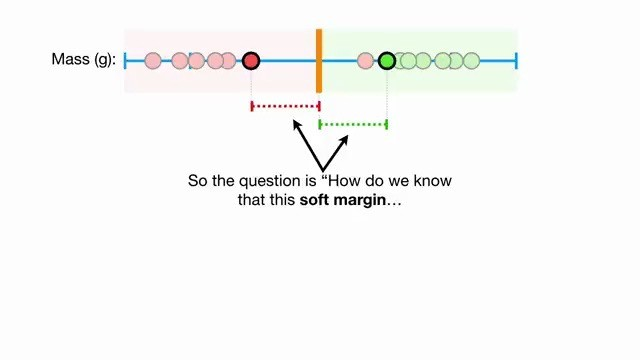 Mass (g):
So the question is “How do we know
that this soft margin…